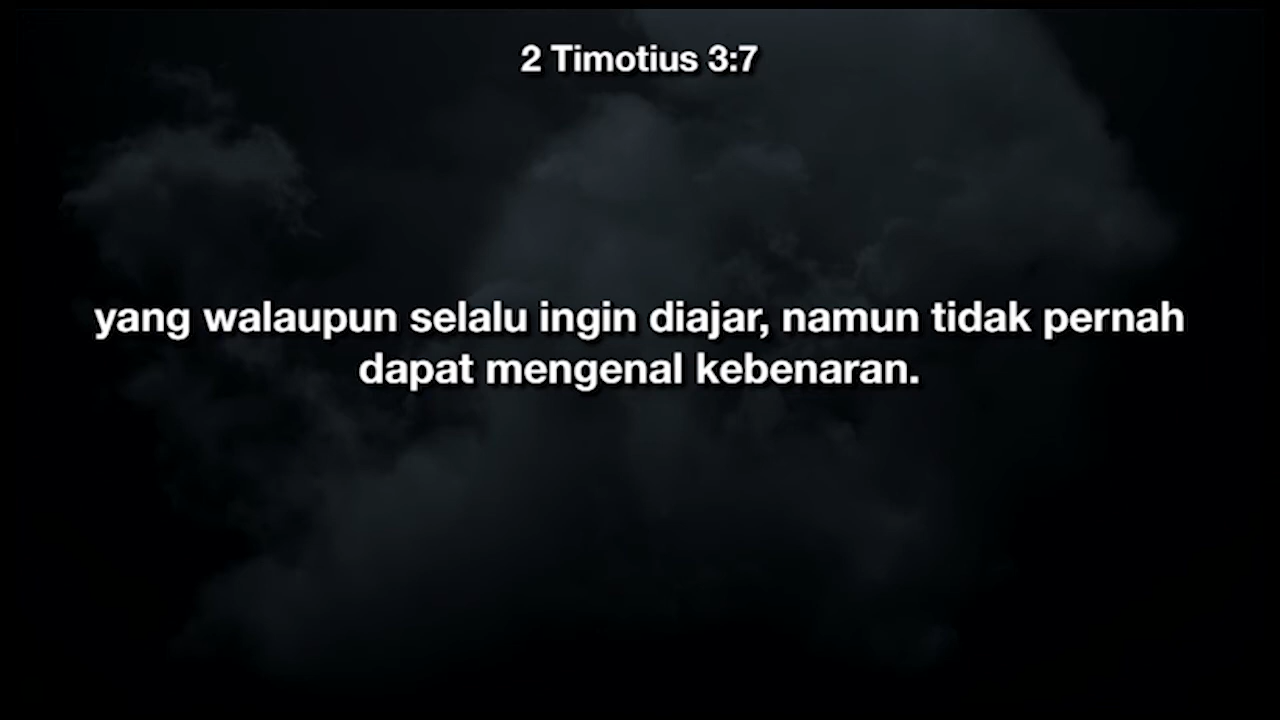 2 Timotius 3:7
yang walaupun selalu ingin diajar, namun tidak pernah
dapat mengenal kebenaran.